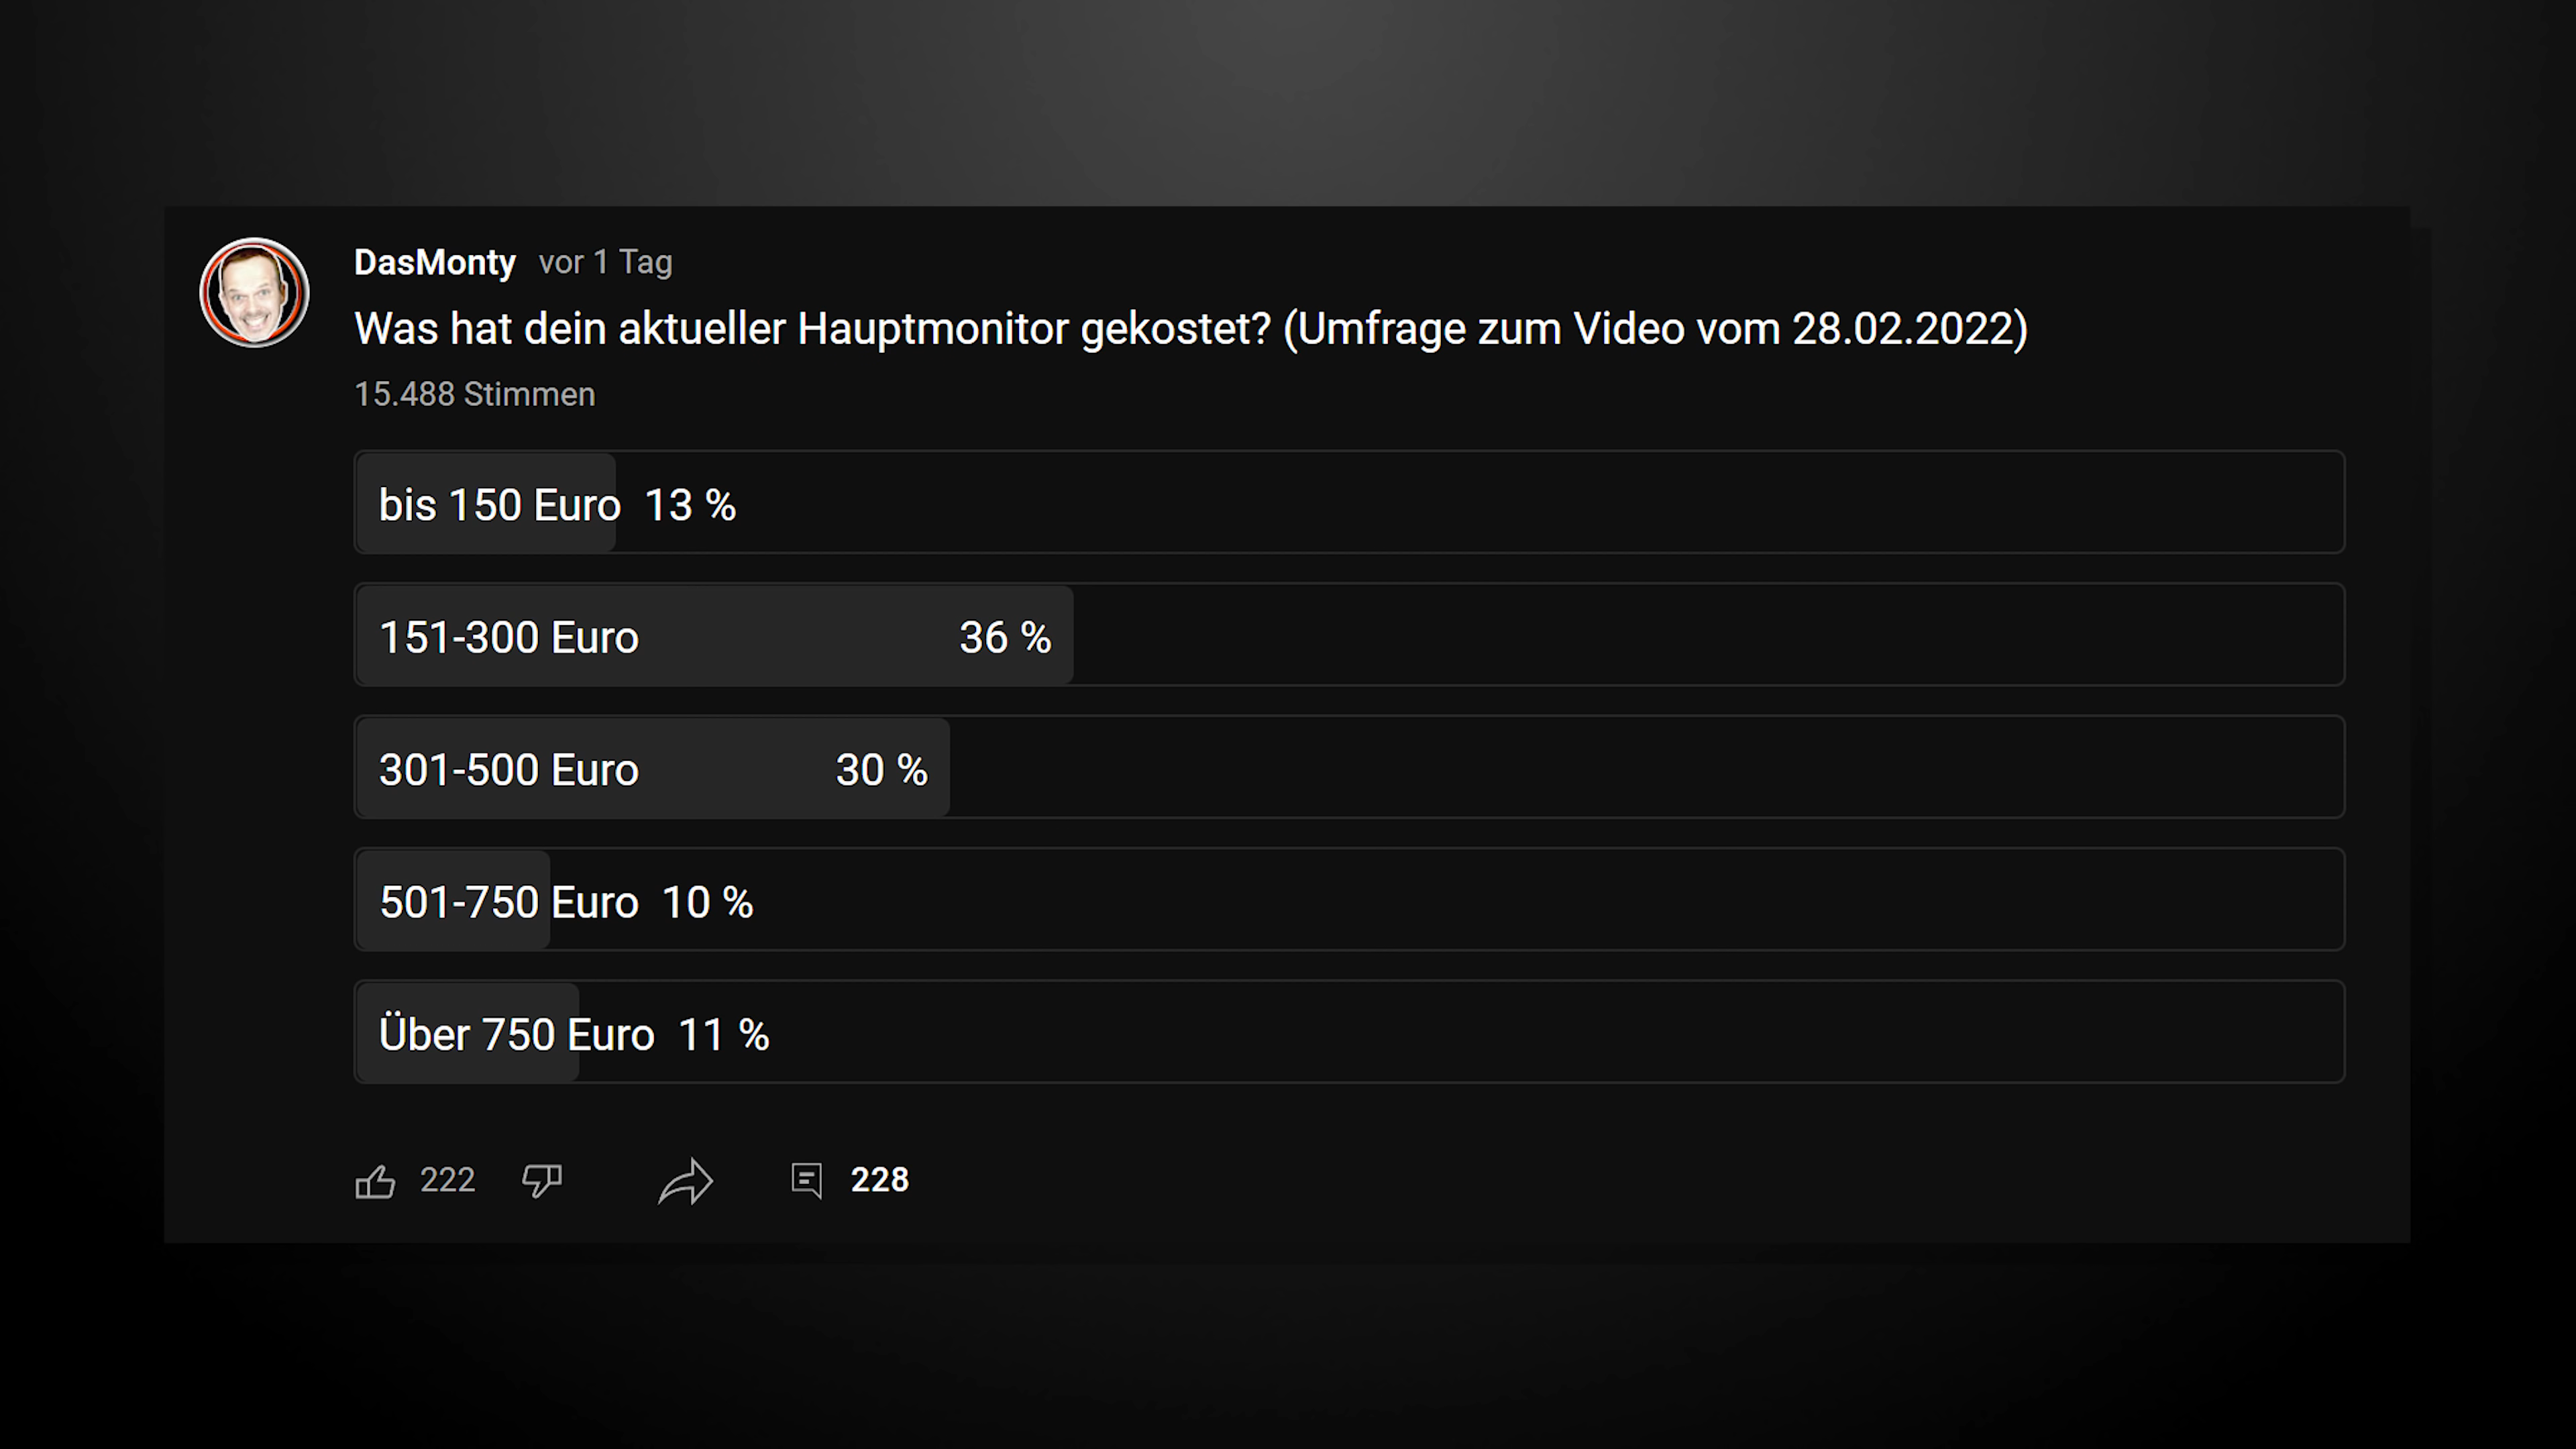 DasMonty vor 1 Tag
Was hat dein aktueller Hauptmonitor gekostet? (Umfrage zum Video vom 28.02.2022)
15.488 Stimmen
bis 150 Euro 13 %
151-300 Euro 36 %
301-500 Euro 30 %
501-750 Euro 10 %
Über 750 Euro 11 %
222 228